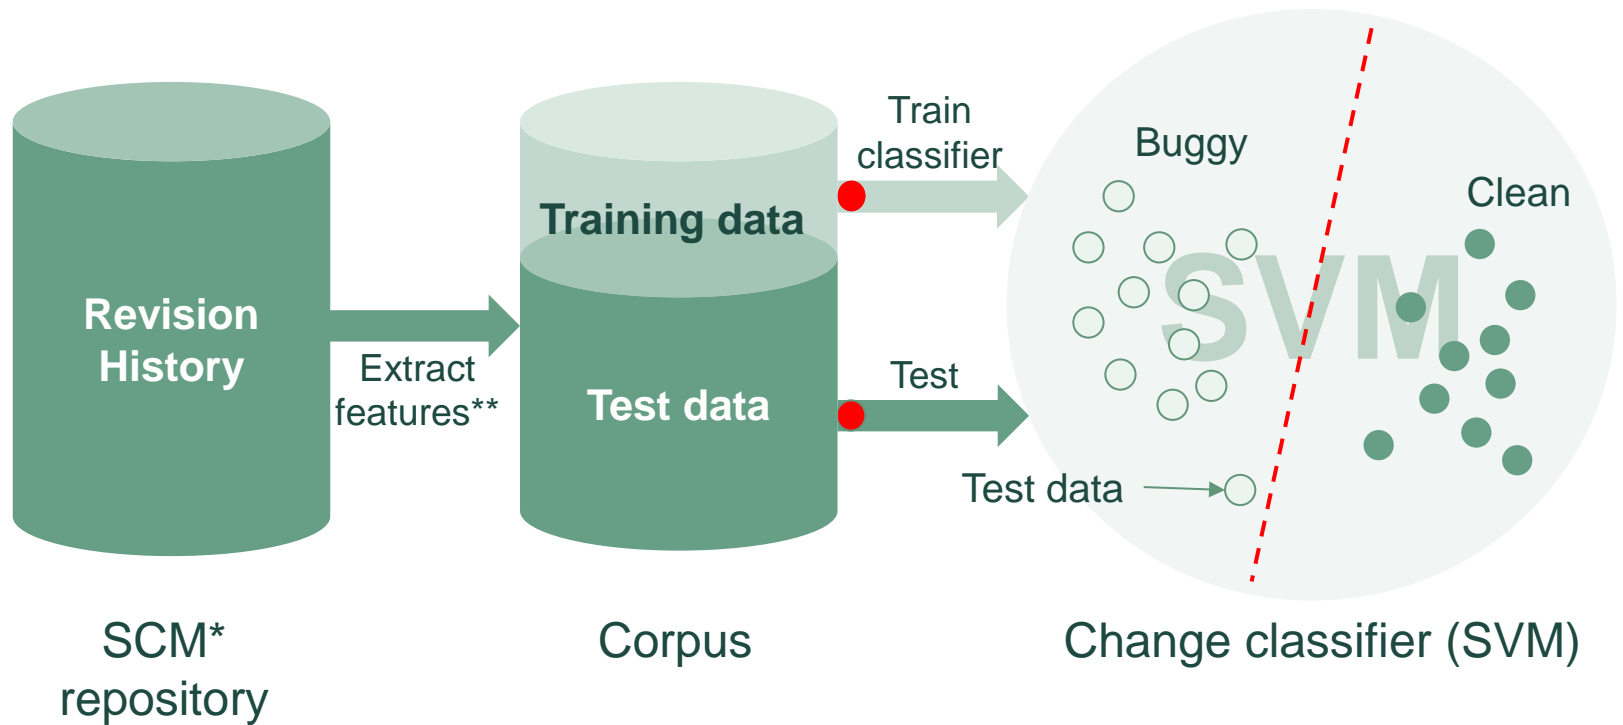 Revision
History
SCM*
repository
Extract
features**
Training data
Test data
Corpus
Train
classifier
Test
Buggy
Clean
SVM
Test data
Change classifier (SVM)